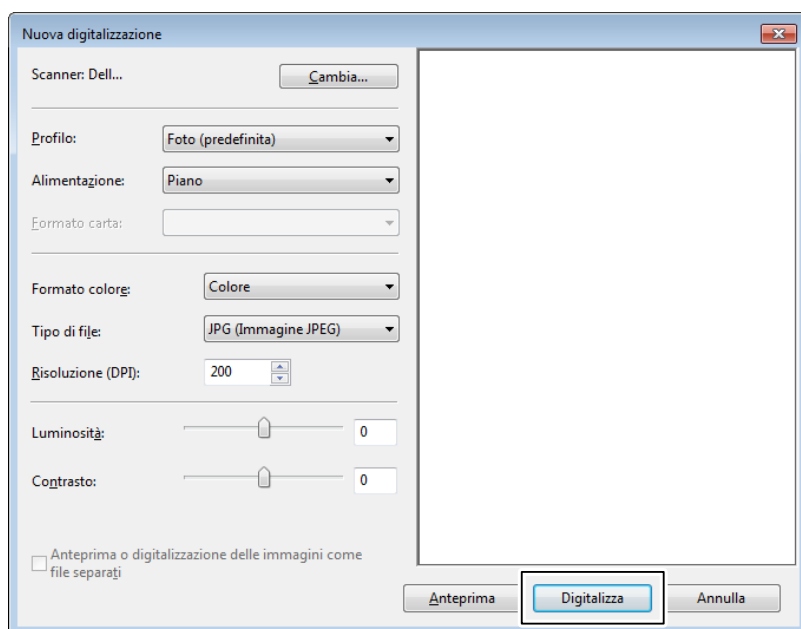 Nuova digitalizzazione
Scanner: Dell...
Cambia...
Profilo:
Foto (predefinita)
Alimentazione:
Piano
Formato carta:
Formato colore:
Colore
Tipo di file:
JPG (Immagine JPEG)
Risoluzione (DPI):
200
Luminosità:
0
Contrasto:
0
Anteprima o digitalizzazione delle immagini come
file separati
Anteprima
Digitalizza
Annulla